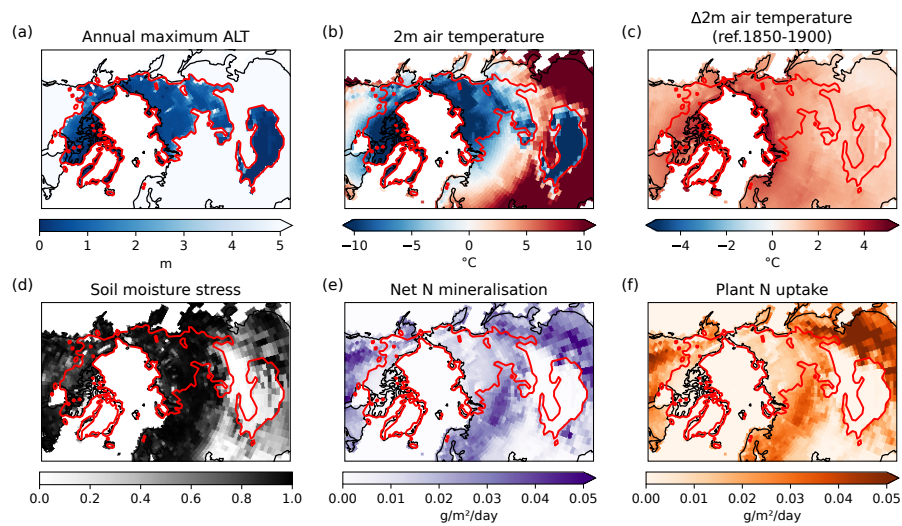 (a) Annual maximum ALT
0 1 2 3 4 5
m
(b) 2m air temperature
−10 −5 0 5 10
°C
(c) Δ2m air temperature
(ref.1850-1900)
−4 −2 0 2 4
°C
(d) Soil moisture stress
0.0 0.2 0.4 0.6 0.8 1.0
(e) Net N mineralisation
0.00 0.01 0.02 0.03 0.04 0.05
g/m²/day
(f) Plant N uptake
0.00 0.01 0.02 0.03 0.04 0.05
g/m²/day